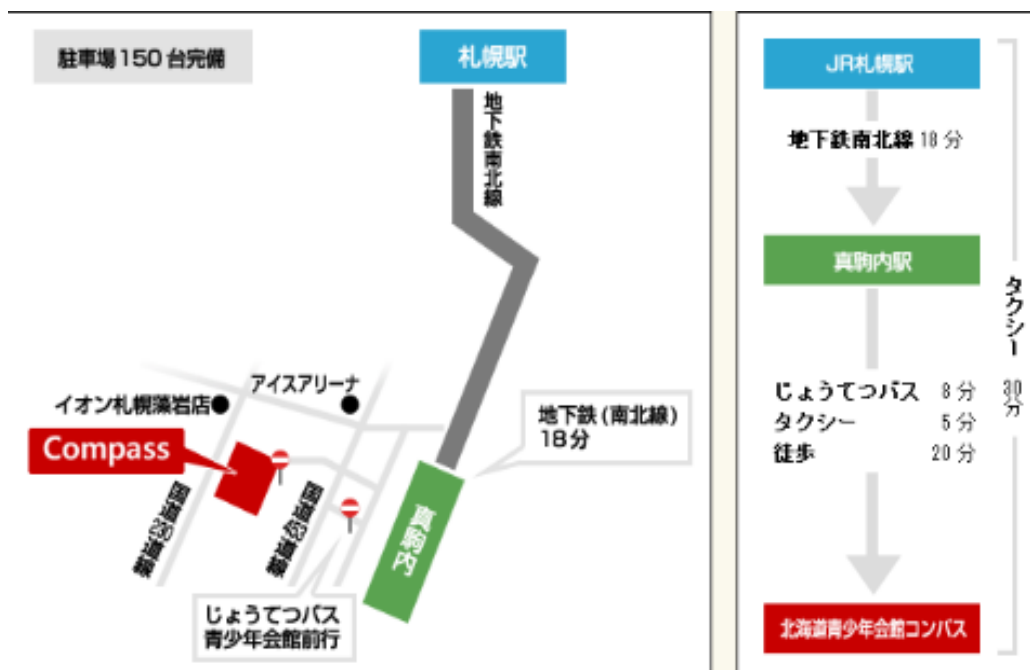 駐車場150台完備
札幌駅
地下鉄南北線
アイスアリーナ
イオン札幌藻岩店
Compass
国道230号線
国道453号線
地下鉄(南北線)
18分
真駒内
じょうてつバス
青少年会館前行
JR札幌駅
地下鉄南北線 18分
真駒内駅
じょうてつバス 8分
タクシー 5分
徒歩 20分
北海道青少年会館コンパス
タクシー 30分